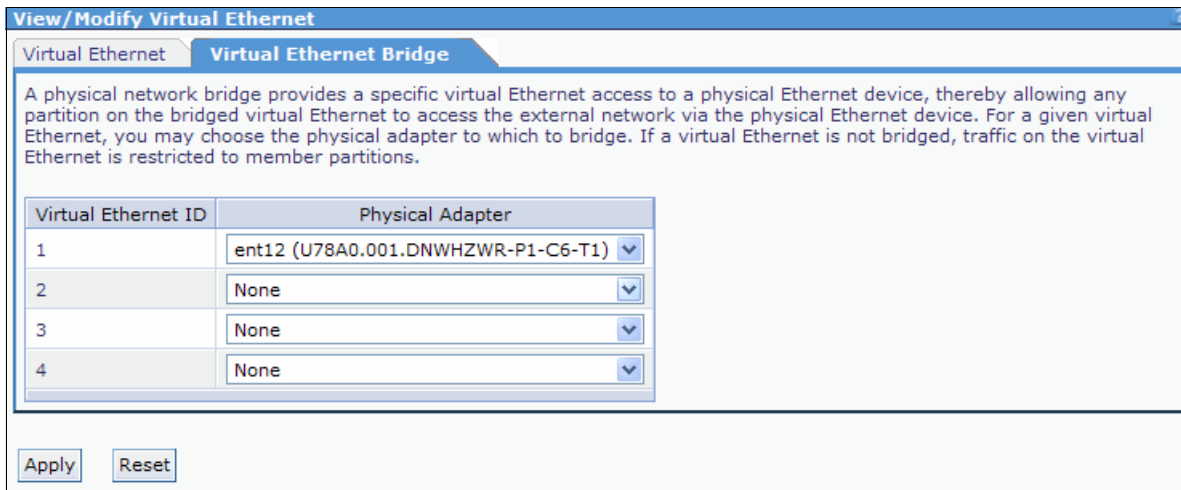 View/Modify Virtual Ethernet
Virtual Ethernet
Virtual Ethernet Bridge
A physical network bridge provides a specific virtual Ethernet access to a physical Ethernet device, thereby allowing any
partition on the bridged virtual Ethernet to access the external network via the physical Ethernet device. For a given virtual
Ethernet, you may choose the physical adapter to which to bridge. If a virtual Ethernet is not bridged, traffic on the virtual
Ethernet is restricted to member partitions.
Virtual Ethernet ID Physical Adapter
1 ent12 (U78A0.001.DNWHZWR-P1-C6-T1)
2 None
3 None
4 None
Apply Reset